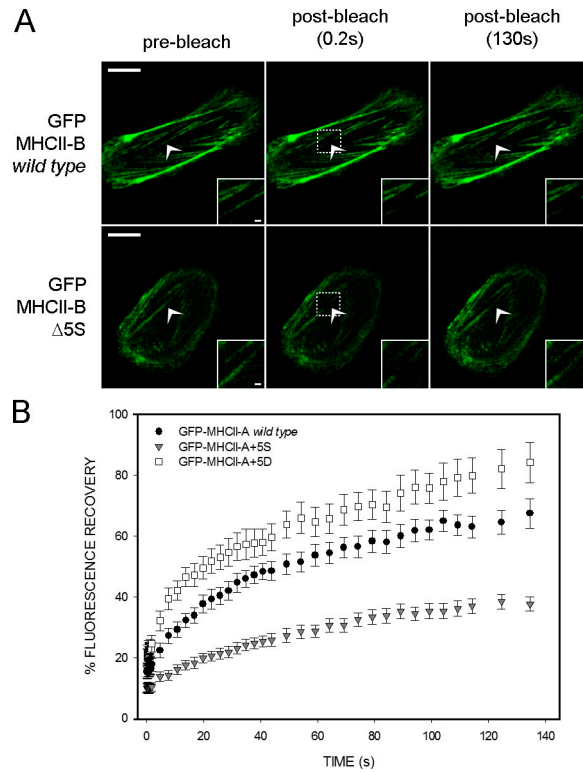 A
pre-bleach
post-bleach
(0.2s)
post-bleach
(130s)
GFP
MHCII-B
wild type
GFP
MHCII-B
Δ5S
B
% FLUORESCENCE RECOVERY
100
80
60
40
20
0
GFP-MHCII-A wild type
GFP-MHCII-A+5S
GFP-MHCII-A+5D
0 20 40 60 80 100 120 140
TIME (s)